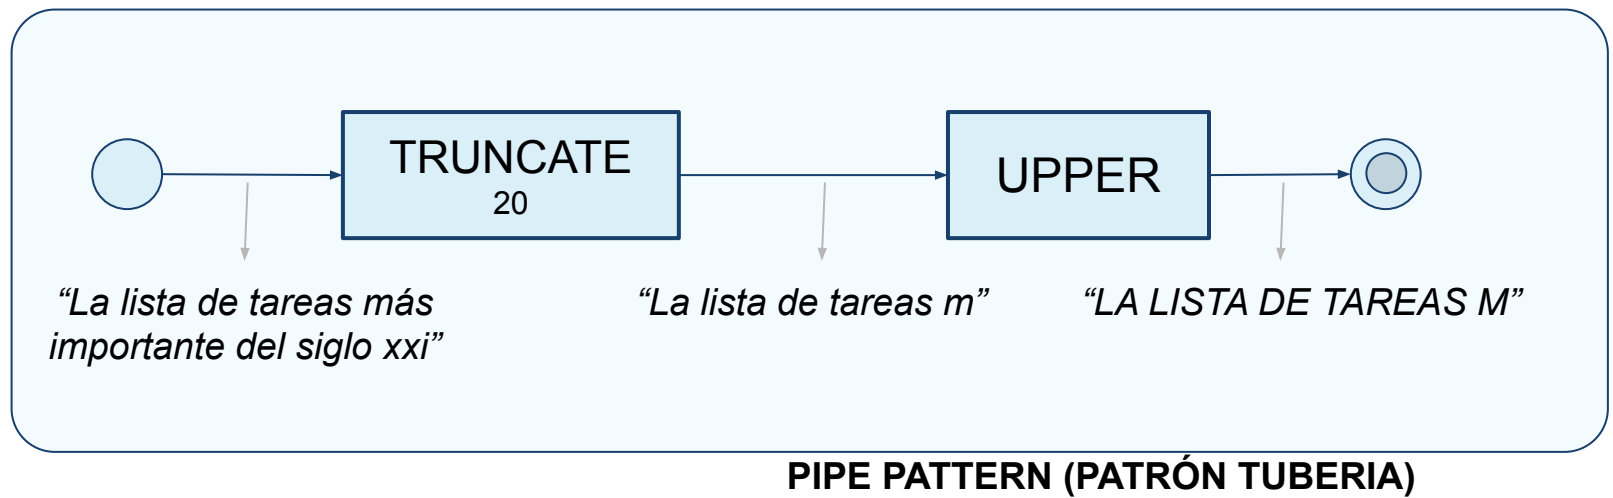 TRUNCATE
20
UPPER
“La lista de tareas más
importante del siglo xxi”
“La lista de tareas m”
“LA LISTA DE TAREAS M”
PIPE PATTERN (PATRÓN TUBERIA)